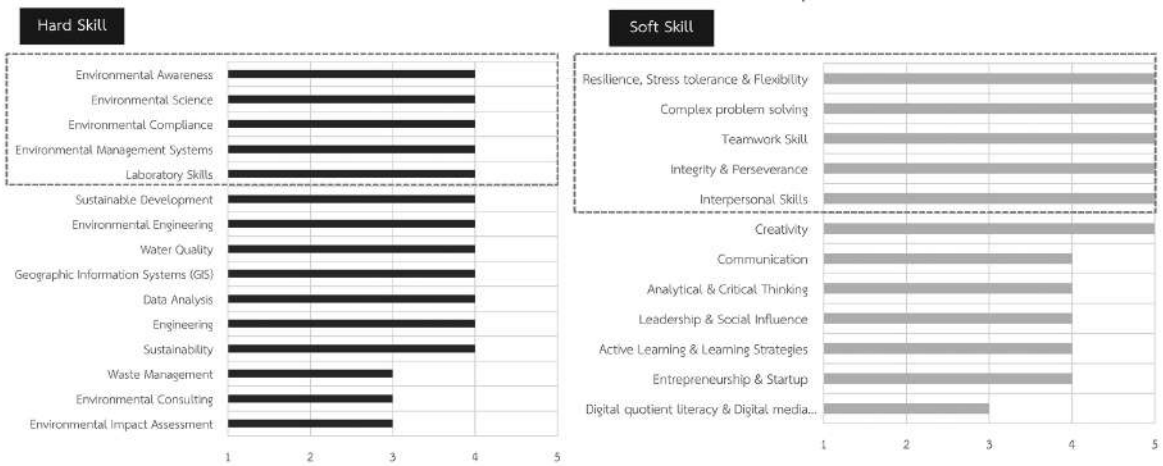 Hard Skill
Environmental Awareness
Environmental Science
Environmental Compliance
Environmental Management Systems
Laboratory Skills
Sustainable Development
Environmental Engineering
Water Quality
Geographic Information Systems (GIS)
Data Analysis
Engineering
Sustainability
Waste Management
Environmental Consulting
Environmental Impact Assessment
1 2 3 4 5
Soft Skill
Resilience, Stress tolerance & Flexibility
Complex problem solving
Teamwork Skill
Integrity & Perseverance
Interpersonal Skills
Creativity
Communication
Analytical & Critical Thinking
Leadership & Social Influence
Active Learning & Learning Strategies
Entrepreneurship & Startup
Digital quotient literacy & Digital media...
1 2 3 4 5